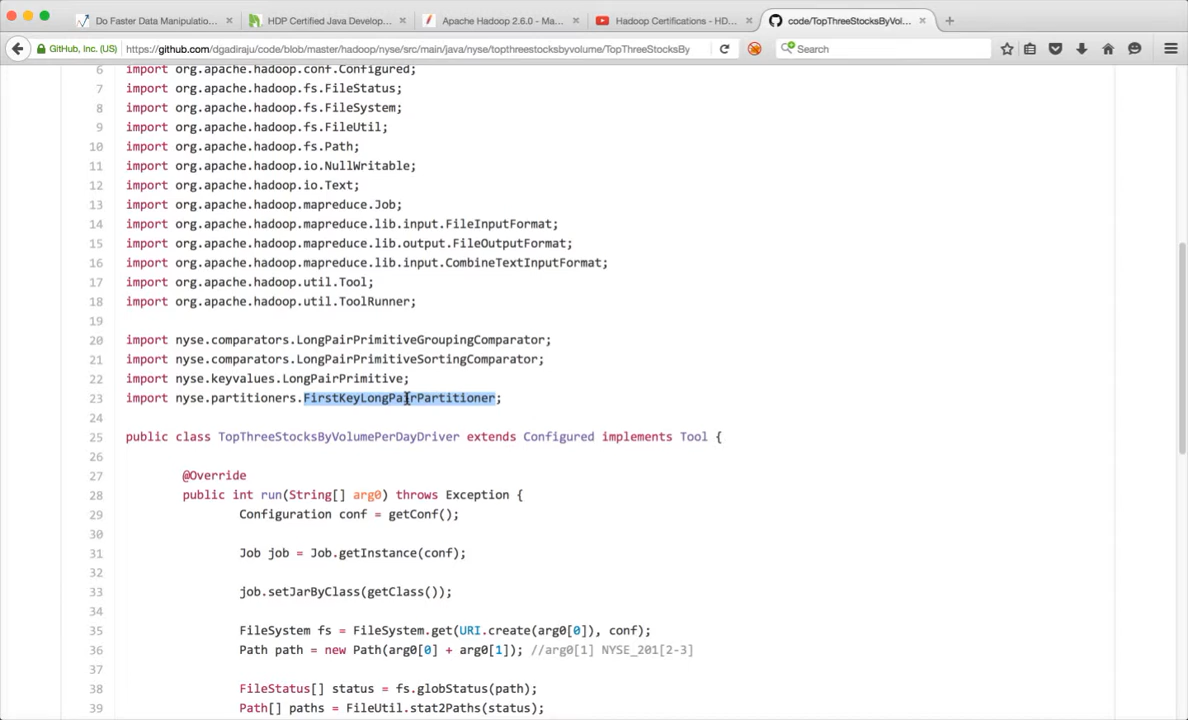 Do Faster Data Manipulatio...
HDP Certified Java Develop...
Apache Hadoop 2.6.0 - Ma...
Hadoop Certifications - HD...
code/TopThreeStocksByVolu...
GitHub, Inc. (US)
https://github.com/dgadiraju/code/blob/master/hadoop/nyse/src/main/java/nyse/topthreestocksbyvolume/TopThreeStocksBy
Search
6 import org.apache.hadoop.conf.Configured;
7 import org.apache.hadoop.fs.FileStatus;
8 import org.apache.hadoop.fs.FileSystem;
9 import org.apache.hadoop.fs.FileUtil;
10 import org.apache.hadoop.fs.Path;
11 import org.apache.hadoop.io.NullWritable;
12 import org.apache.hadoop.io.Text;
13 import org.apache.hadoop.mapreduce.Job;
14 import org.apache.hadoop.mapreduce.lib.input.FileInputFormat;
15 import org.apache.hadoop.mapreduce.lib.output.FileOutputFormat;
16 import org.apache.hadoop.mapreduce.lib.input.CombineTextInputFormat;
17 import org.apache.hadoop.util.Tool;
18 import org.apache.hadoop.util.ToolRunner;
19
20 import nyse.comparators.LongPairPrimitiveGroupingComparator;
21 import nyse.comparators.LongPairPrimitiveSortingComparator;
22 import nyse.keyvalues.LongPairPrimitive;
23 import nyse.partitioners.FirstKeyLongPairPartitioner;
24
25 public class TopThreeStocksByVolumePerDayDriver extends Configured implements Tool {
26
27 @Override
28 public int run(String[] arg0) throws Exception {
29 Configuration conf = getConf();
30
31 Job job = Job.getInstance(conf);
32
33 job.setJarByClass(getClass());
34
35 FileSystem fs = FileSystem.get(URI.create(arg0[0]), conf);
36 Path path = new Path(arg0[0] + arg0[1]); //arg0[1] NYSE_201[2-3]
37
38 FileStatus[] status = fs.globStatus(path);
39 Path[] paths = FileUtil.stat2Paths(status);